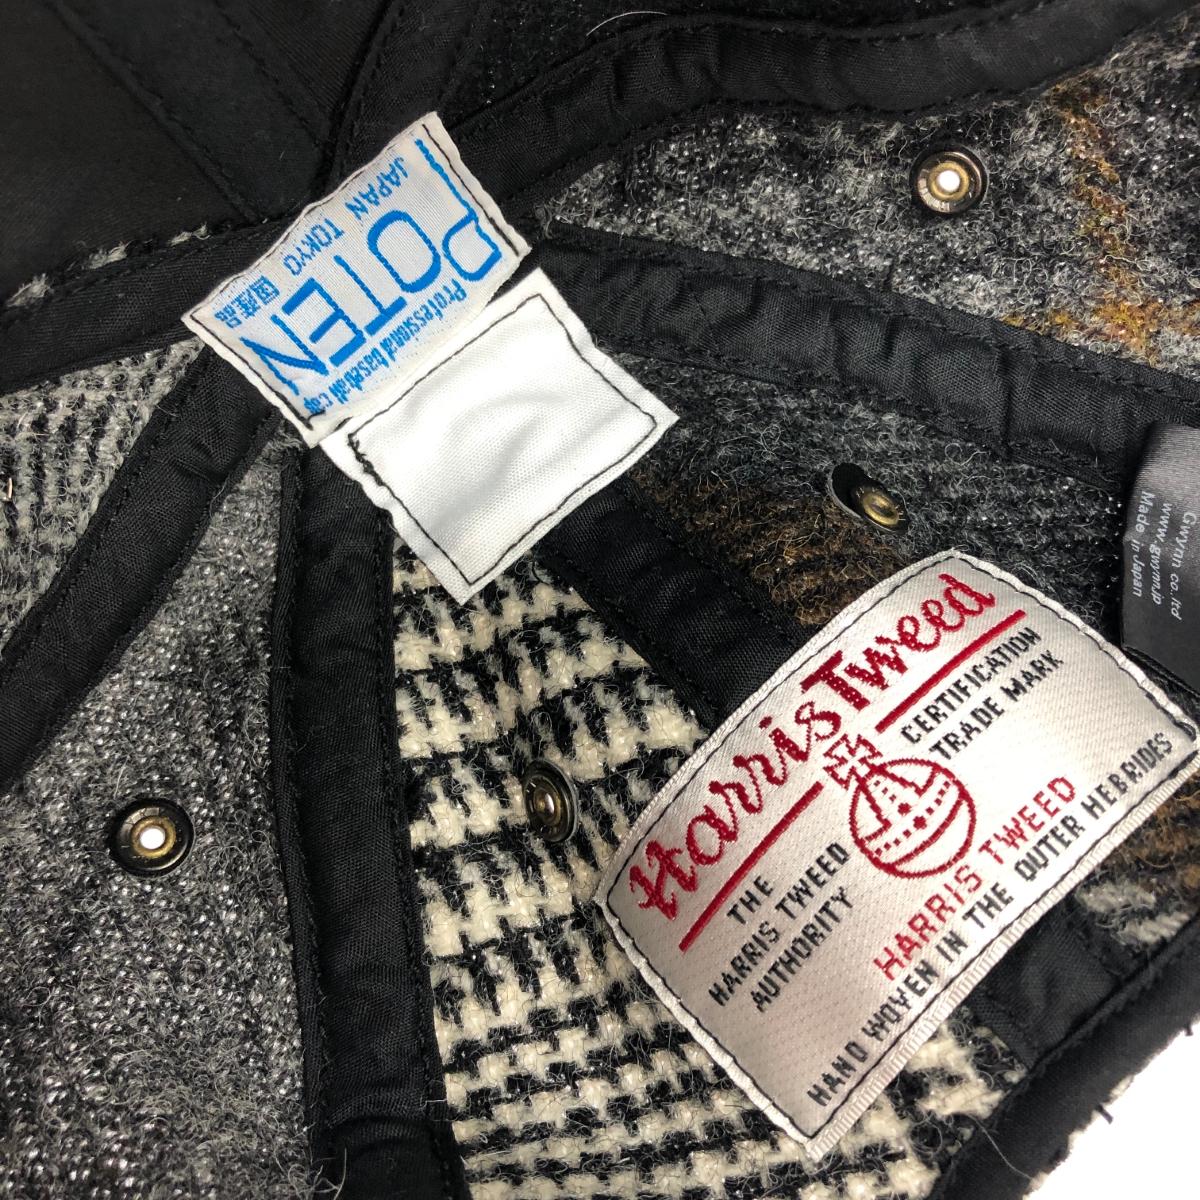 JAPAN TOKYO 国産品
POTEN
Professional baseball cap
Harris Tweed
THE
HARRIS TWEED
AUTHORITY
CERTIFICATION
TRADE MARK
HARRIS TWEED
HAND WOVEN IN THE OUTER HEBRIDES
Gwynn co.ltd
www.gwynn.jp
Made in Japan